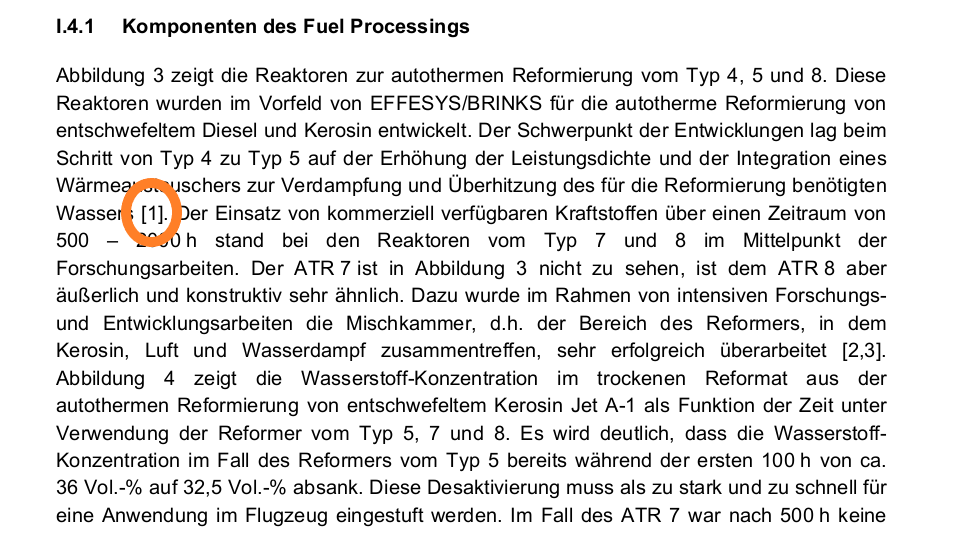 I.4.1 Komponenten des Fuel Processings
Abbildung 3 zeigt die Reaktoren zur autothermen Reformierung vom Typ 4, 5 und 8. Diese
Reaktoren wurden im Vorfeld von EFFESYS/BRINKS für die autotherme Reformierung von
entschwefeltem Diesel und Kerosin entwickelt. Der Schwerpunkt der Entwicklungen lag beim
Schritt von Typ 4 zu Typ 5 auf der Erhöhung der Leistungsdichte und der Integration eines
Wärmeaustauschers zur Verdampfung und Überhitzung des für die Reformierung benötigten
Wassers [1]. Der Einsatz von kommerziell verfügbaren Kraftstoffen über einen Zeitraum von
500 – 2000 h stand bei den Reaktoren vom Typ 7 und 8 im Mittelpunkt der
Forschungsarbeiten. Der ATR 7 ist in Abbildung 3 nicht zu sehen, ist dem ATR 8 aber
äußerlich und konstruktiv sehr ähnlich. Dazu wurde im Rahmen von intensiven Forschungs-
und Entwicklungsarbeiten die Mischkammer, d.h. der Bereich des Reformers, in dem
Kerosin, Luft und Wasserdampf zusammentreffen, sehr erfolgreich überarbeitet [2,3].
Abbildung 4 zeigt die Wasserstoff-Konzentration im trockenen Reformat aus der
autothermen Reformierung von entschwefeltem Kerosin Jet A-1 als Funktion der Zeit unter
Verwendung der Reformer vom Typ 5, 7 und 8. Es wird deutlich, dass die Wasserstoff-
Konzentration im Fall des Reformers vom Typ 5 bereits während der ersten 100 h von ca.
36 Vol.-% auf 32,5 Vol.-% absank. Diese Desaktivierung muss als zu stark und zu schnell für
eine Anwendung im Flugzeug eingestuft werden. Im Fall des ATR 7 war nach 500 h keine